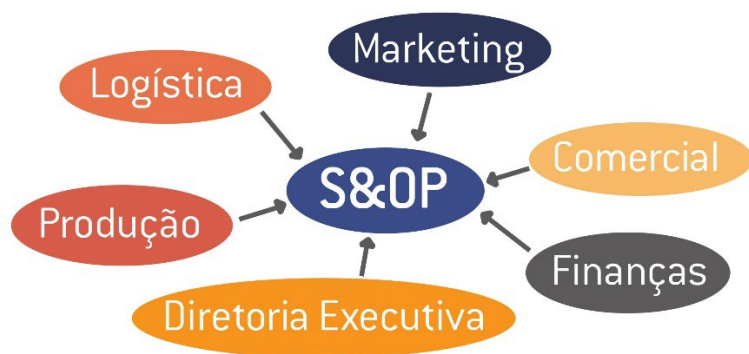 Marketing
Logística
Comercial
S&OP
Produção
Finanças
Diretoria Executiva